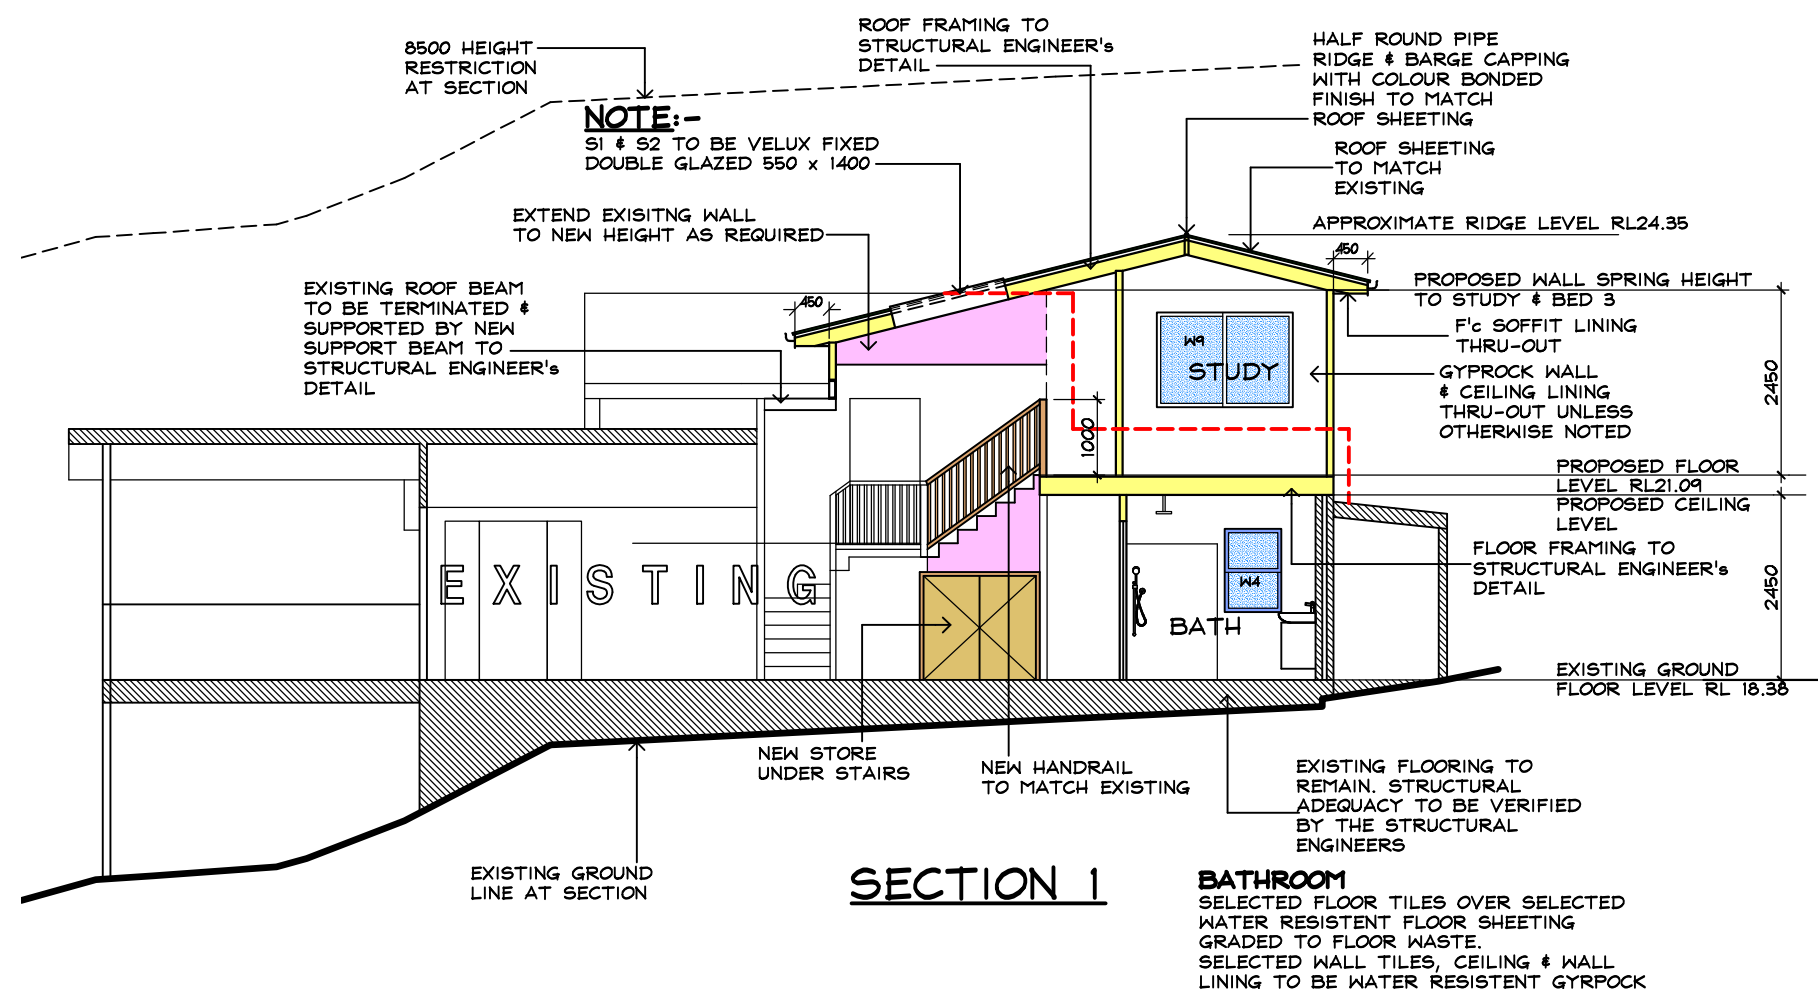 8500 HEIGHT
RESTRICTION
AT SECTION
ROOF FRAMING TO
STRUCTURAL ENGINEER's
DETAIL
HALF ROUND PIPE
RIDGE & BARGE CAPPING
WITH COLOUR BONDED
FINISH TO MATCH
ROOF SHEETING
NOTE:-
S1 & S2 TO BE VELUX FIXED
DOUBLE GLAZED 550 x 1400
ROOF SHEETING
TO MATCH
EXISTING
EXTEND EXISITNG WALL
TO NEW HEIGHT AS REQUIRED
APPROXIMATE RIDGE LEVEL RL24.35
450
450
EXISTING ROOF BEAM
TO BE TERMINATED &
SUPPORTED BY NEW
SUPPORT BEAM TO
STRUCTURAL ENGINEER's
DETAIL
PROPOSED WALL SPRING HEIGHT
TO STUDY & BED 3
F'c SOFFIT LINING
THRU-OUT
W9
STUDY
GYPROCK WALL
& CEILING LINING
THRU-OUT UNLESS
OTHERWISE NOTED
2450
1000
PROPOSED FLOOR
LEVEL RL21.09
PROPOSED CEILING
LEVEL
FLOOR FRAMING TO
STRUCTURAL ENGINEER's
DETAIL
2450
EXISTING
W4
BATH
EXISTING GROUND
FLOOR LEVEL RL 18.38
NEW STORE
UNDER STAIRS
NEW HANDRAIL
TO MATCH EXISTING
EXISTING FLOORING TO
REMAIN. STRUCTURAL
ADEQUACY TO BE VERIFIED
BY THE STRUCTURAL
ENGINEERS
EXISTING GROUND
LINE AT SECTION
SECTION 1
BATHROOM
SELECTED FLOOR TILES OVER SELECTED
WATER RESISTENT FLOOR SHEETING
GRADED TO FLOOR WASTE.
SELECTED WALL TILES, CEILING & WALL
LINING TO BE WATER RESISTENT GYRPOCK